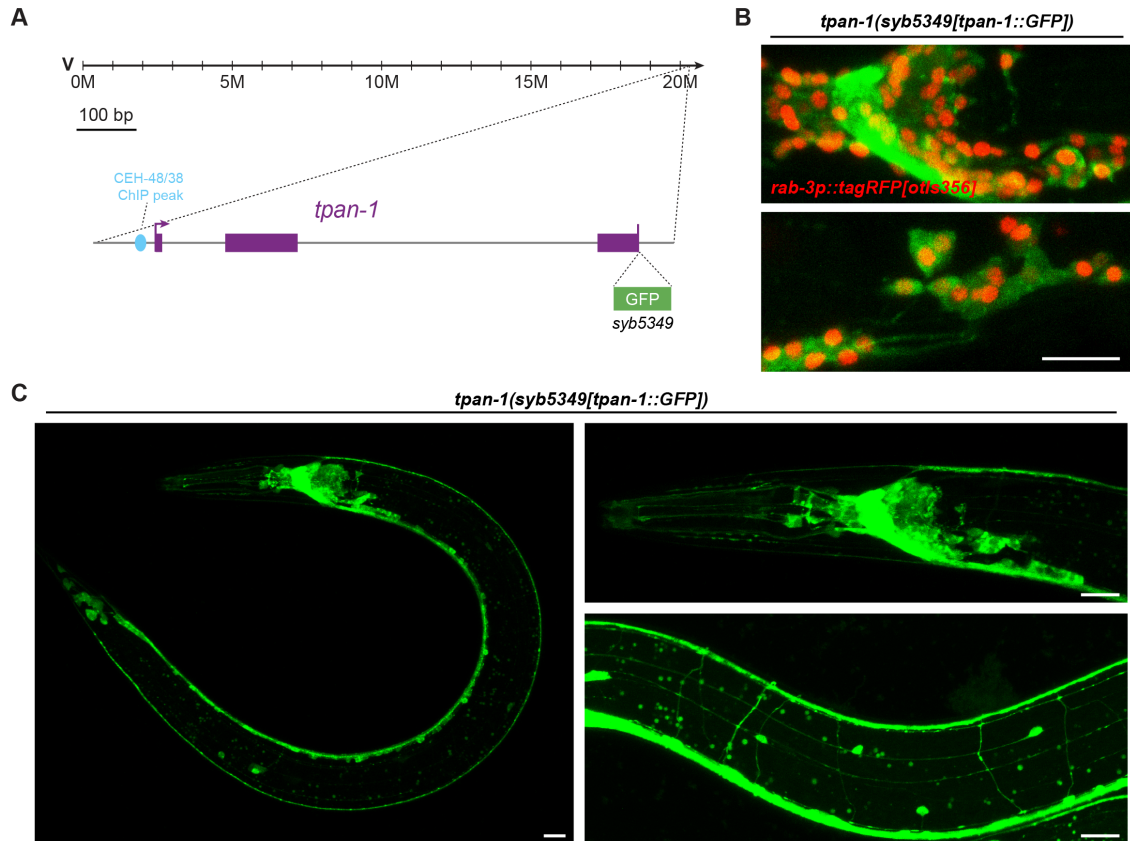 A
V
0M 5M 10M 15M 20M
100 bp
CEH-48/38
ChIP peak
tpan-1
GFP
syb5349
B
tpan-1(syb5349[tpan-1::GFP])
rab-3p::tagRFP[otIs356]
C
tpan-1(syb5349[tpan-1::GFP])